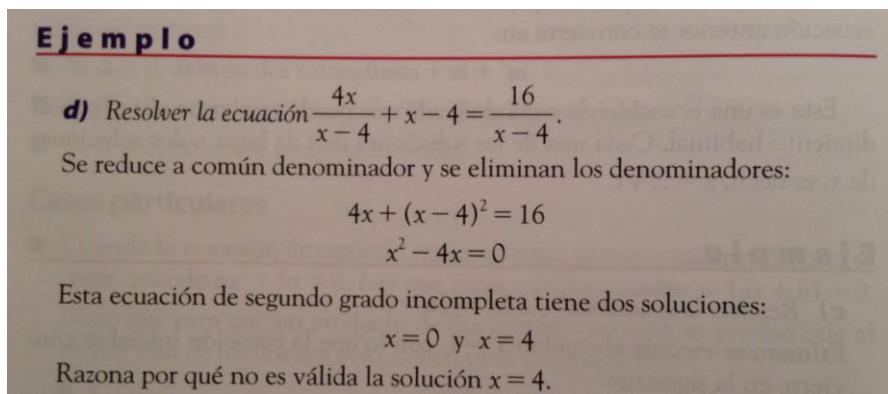 Ejemplo
d) Resolver la ecuación 4x/(x − 4) + x − 4 = 16/(x − 4).
Se reduce a común denominador y se eliminan los denominadores:
4x + (x − 4)² = 16
x² − 4x = 0
Esta ecuación de segundo grado incompleta tiene dos soluciones:
x = 0 y x = 4
Razona por qué no es válida la solución x = 4.